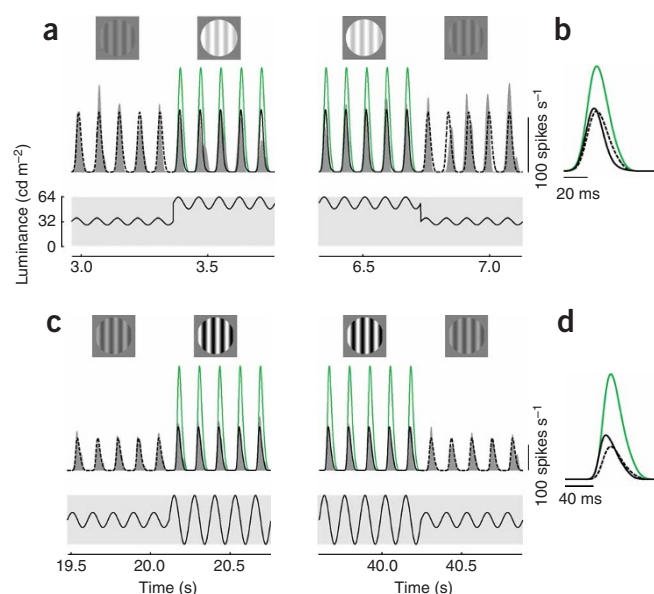 a
b
100 spikes s–1
20 ms
Luminance (cd m–2)
64
32
0
3.0 3.5 6.5 7.0
c
d
100 spikes s–1
40 ms
19.5 20.0 20.5 40.0 40.5
Time (s) Time (s)